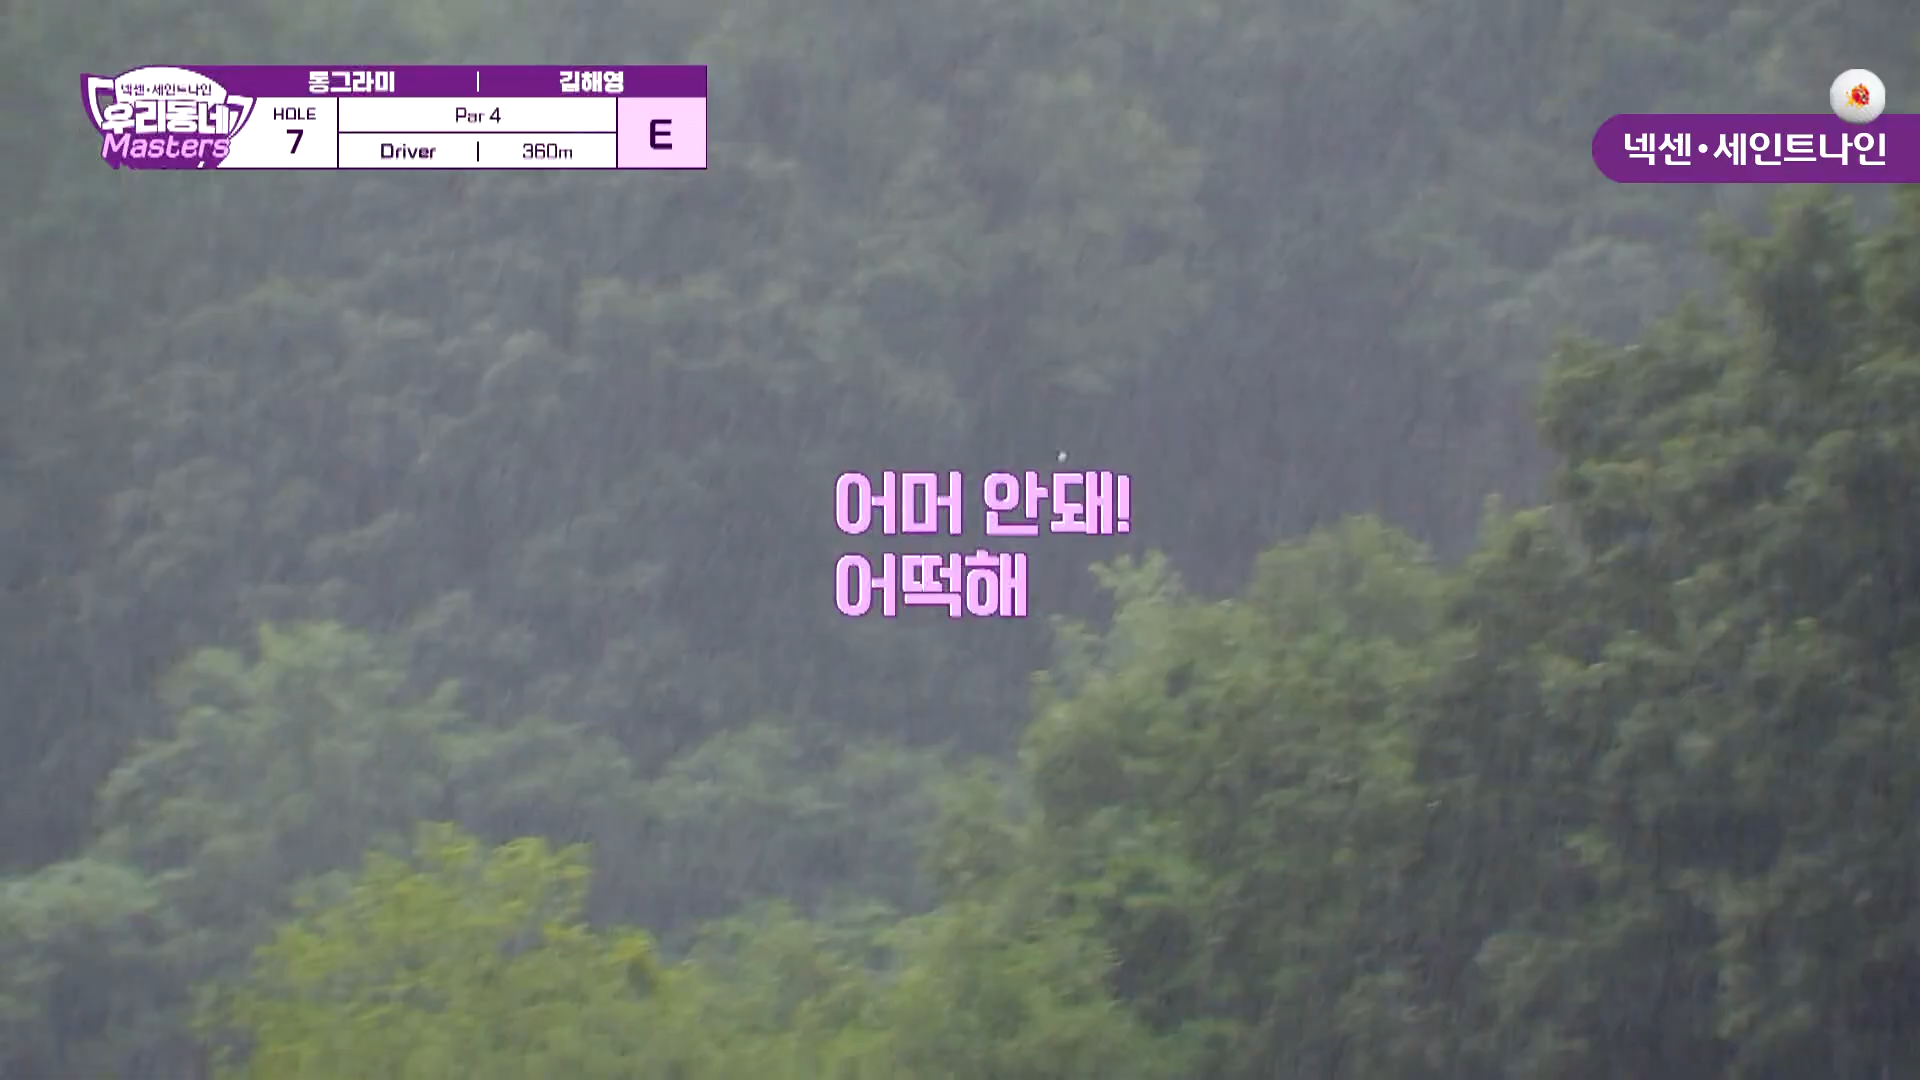 동그라미 김해영
넥센·세인트나인
우리동네
Masters
HOLE
7
Par 4
Driver 360m
E
넥센·세인트나인
어머 안돼!
어떡해